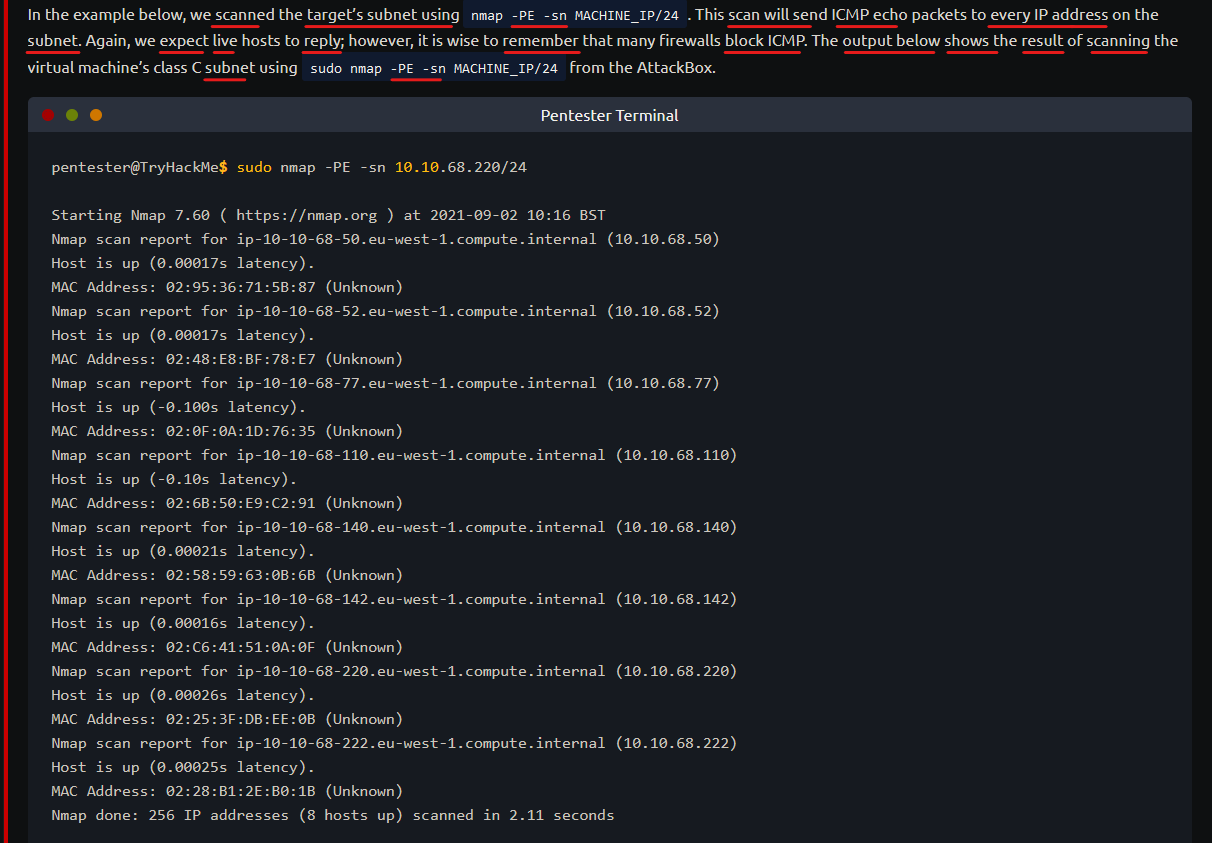 In the example below, we scanned the target’s subnet using nmap -PE -sn MACHINE_IP/24 . This scan will send ICMP echo packets to every IP address on the
subnet. Again, we expect live hosts to reply; however, it is wise to remember that many firewalls block ICMP. The output below shows the result of scanning the
virtual machine’s class C subnet using sudo nmap -PE -sn MACHINE_IP/24 from the AttackBox.
Pentester Terminal
pentester@TryHackMe$ sudo nmap -PE -sn 10.10.68.220/24
Starting Nmap 7.60 ( https://nmap.org ) at 2021-09-02 10:16 BST
Nmap scan report for ip-10-10-68-50.eu-west-1.compute.internal (10.10.68.50)
Host is up (0.00017s latency).
MAC Address: 02:95:36:71:5B:87 (Unknown)
Nmap scan report for ip-10-10-68-52.eu-west-1.compute.internal (10.10.68.52)
Host is up (0.00017s latency).
MAC Address: 02:48:E8:BF:78:E7 (Unknown)
Nmap scan report for ip-10-10-68-77.eu-west-1.compute.internal (10.10.68.77)
Host is up (-0.100s latency).
MAC Address: 02:0F:0A:1D:76:35 (Unknown)
Nmap scan report for ip-10-10-68-110.eu-west-1.compute.internal (10.10.68.110)
Host is up (-0.10s latency).
MAC Address: 02:6B:50:E9:C2:91 (Unknown)
Nmap scan report for ip-10-10-68-140.eu-west-1.compute.internal (10.10.68.140)
Host is up (0.00021s latency).
MAC Address: 02:58:59:63:0B:6B (Unknown)
Nmap scan report for ip-10-10-68-142.eu-west-1.compute.internal (10.10.68.142)
Host is up (0.00016s latency).
MAC Address: 02:C6:41:51:0A:0F (Unknown)
Nmap scan report for ip-10-10-68-220.eu-west-1.compute.internal (10.10.68.220)
Host is up (0.00026s latency).
MAC Address: 02:25:3F:DB:EE:0B (Unknown)
Nmap scan report for ip-10-10-68-222.eu-west-1.compute.internal (10.10.68.222)
Host is up (0.00025s latency).
MAC Address: 02:28:B1:2E:B0:1B (Unknown)
Nmap done: 256 IP addresses (8 hosts up) scanned in 2.11 seconds